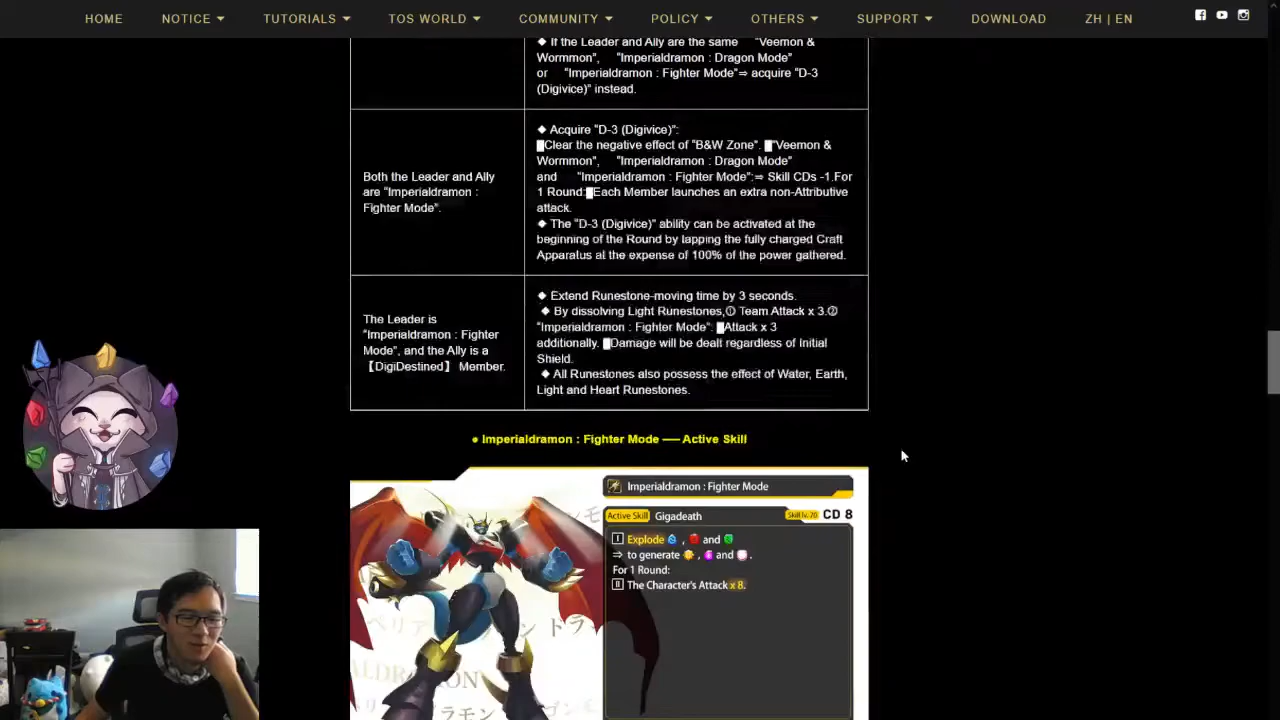 HOME NOTICE TUTORIALS TOS WORLD COMMUNITY POLICY OTHERS SUPPORT DOWNLOAD ZH | EN
◆ If the Leader and Ally are the same "Veemon &
Wormmon", "Imperialdramon : Dragon Mode"
or "Imperialdramon : Fighter Mode"⇒ acquire "D-3
(Digivice)" instead.
Both the Leader and Ally
are "Imperialdramon :
Fighter Mode".
◆ Acquire "D-3 (Digivice)":
█Clear the negative effect of "B&W Zone". █"Veemon &
Wormmon", "Imperialdramon : Dragon Mode"
and "Imperialdramon : Fighter Mode":⇒ Skill CDs -1.For
1 Round:█Each Member launches an extra non-Attributive
attack.
◆ The "D-3 (Digivice)" ability can be activated at the
beginning of the Round by tapping the fully charged Craft
Apparatus at the expense of 100% of the power gathered.
The Leader is
"Imperialdramon : Fighter
Mode", and the Ally is a
【DigiDestined】 Member.
◆ Extend Runestone-moving time by 3 seconds.
◆ By dissolving Light Runestones,① Team Attack x 3.②
"Imperialdramon : Fighter Mode": █Attack x 3
additionally. █Damage will be dealt regardless of Initial
Shield.
◆ All Runestones also possess the effect of Water, Earth,
Light and Heart Runestones.
● Imperialdramon : Fighter Mode ── Active Skill
Imperialdramon : Fighter Mode
Active Skill Gigadeath Skill lv.70 CD 8
I Explode , and
⇒ to generate , and .
For 1 Round:
II The Character's Attack x 8.